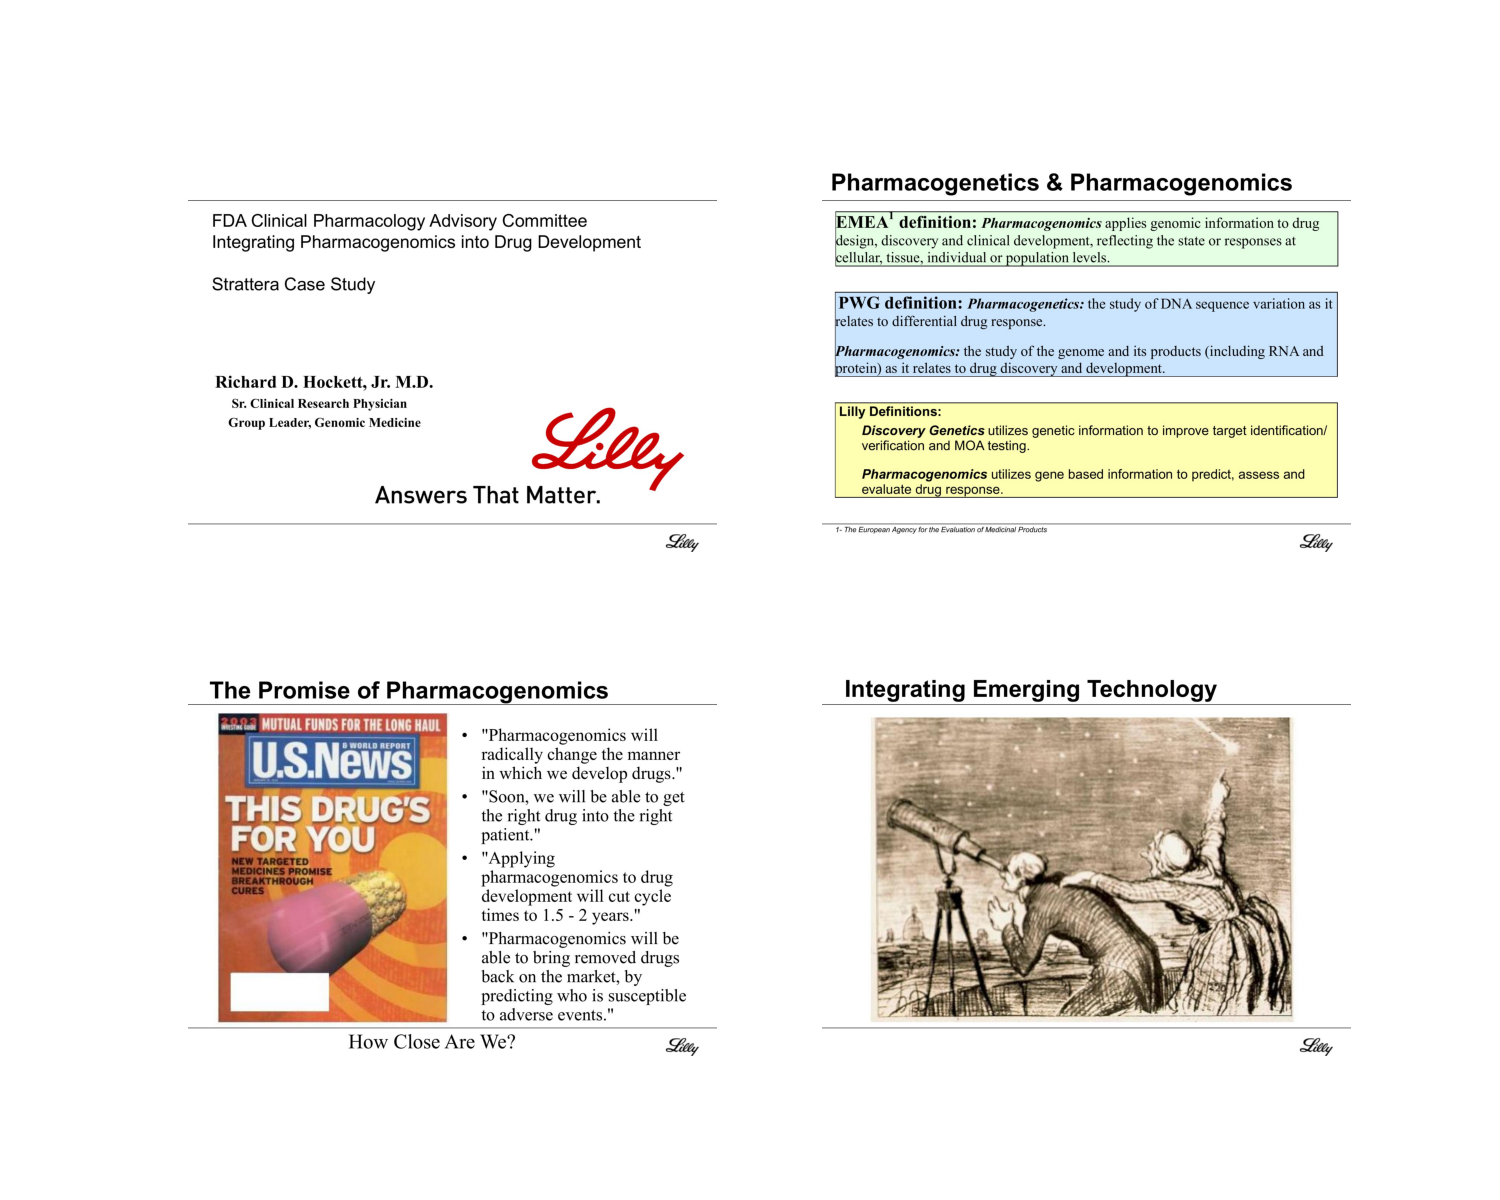 FDA Clinical Pharmacology Advisory Committee
Integrating Pharmacogenomics into Drug Development
Strattera Case Study
Richard D. Hockett, Jr. M.D.
Sr. Clinical Research Physician
Group Leader, Genomic Medicine
Lilly
Answers That Matter.
Lilly
Pharmacogenetics & Pharmacogenomics
EMEA1 definition: Pharmacogenomics applies genomic information to drug
design, discovery and clinical development, reflecting the state or responses at
cellular, tissue, individual or population levels.
PWG definition: Pharmacogenetics: the study of DNA sequence variation as it
relates to differential drug response.
Pharmacogenomics: the study of the genome and its products (including RNA and
protein) as it relates to drug discovery and development.
Lilly Definitions:
Discovery Genetics utilizes genetic information to improve target identification/
verification and MOA testing.
Pharmacogenomics utilizes gene based information to predict, assess and
evaluate drug response.
1- The European Agency for the Evaluation of Medicinal Products
Lilly
The Promise of Pharmacogenomics
2003 MUTUAL FUNDS FOR THE LONG HAUL
INVESTING GUIDE
& WORLD REPORT
U.S.News
THIS DRUG'S
FOR YOU
NEW TARGETED
MEDICINES PROMISE
BREAKTHROUGH
CURES
• "Pharmacogenomics will
radically change the manner
in which we develop drugs."
• "Soon, we will be able to get
the right drug into the right
patient."
• "Applying
pharmacogenomics to drug
development will cut cycle
times to 1.5 - 2 years."
• "Pharmacogenomics will be
able to bring removed drugs
back on the market, by
predicting who is susceptible
to adverse events."
How Close Are We?
Lilly
Integrating Emerging Technology
Lilly